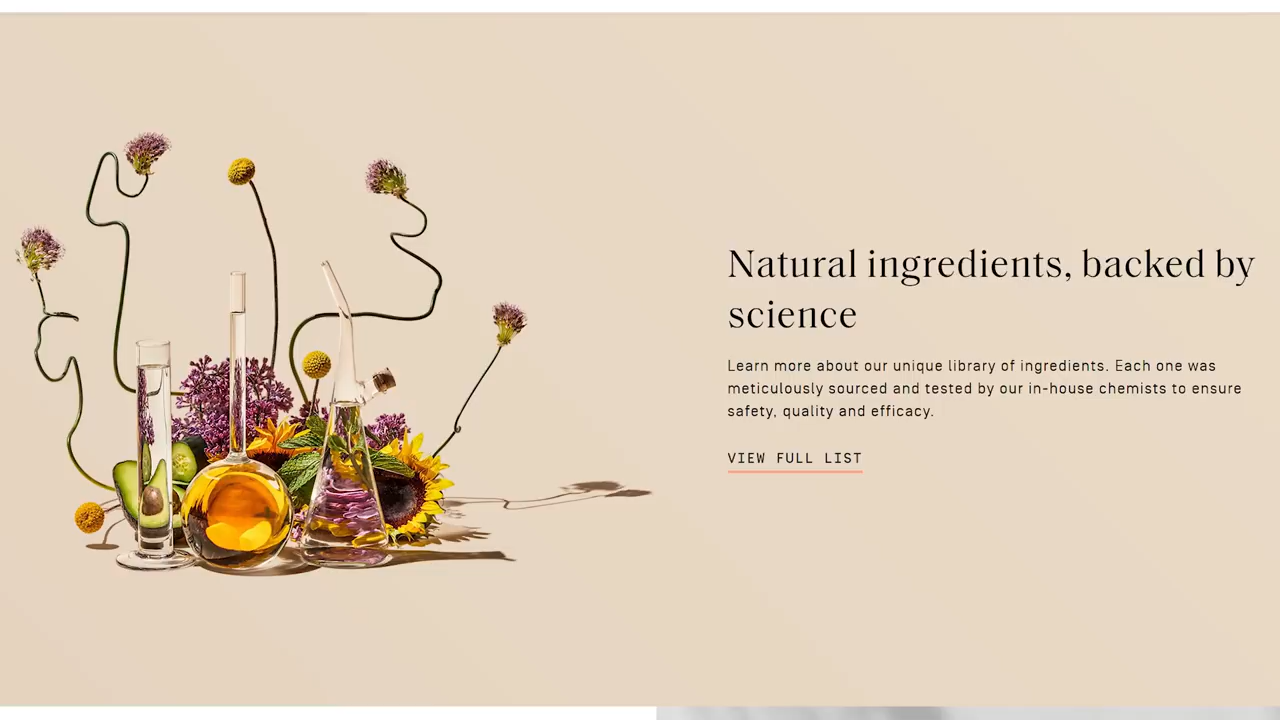 Natural ingredients, backed by
science
Learn more about our unique library of ingredients. Each one was
meticulously sourced and tested by our in-house chemists to ensure
safety, quality and efficacy.
VIEW FULL LIST